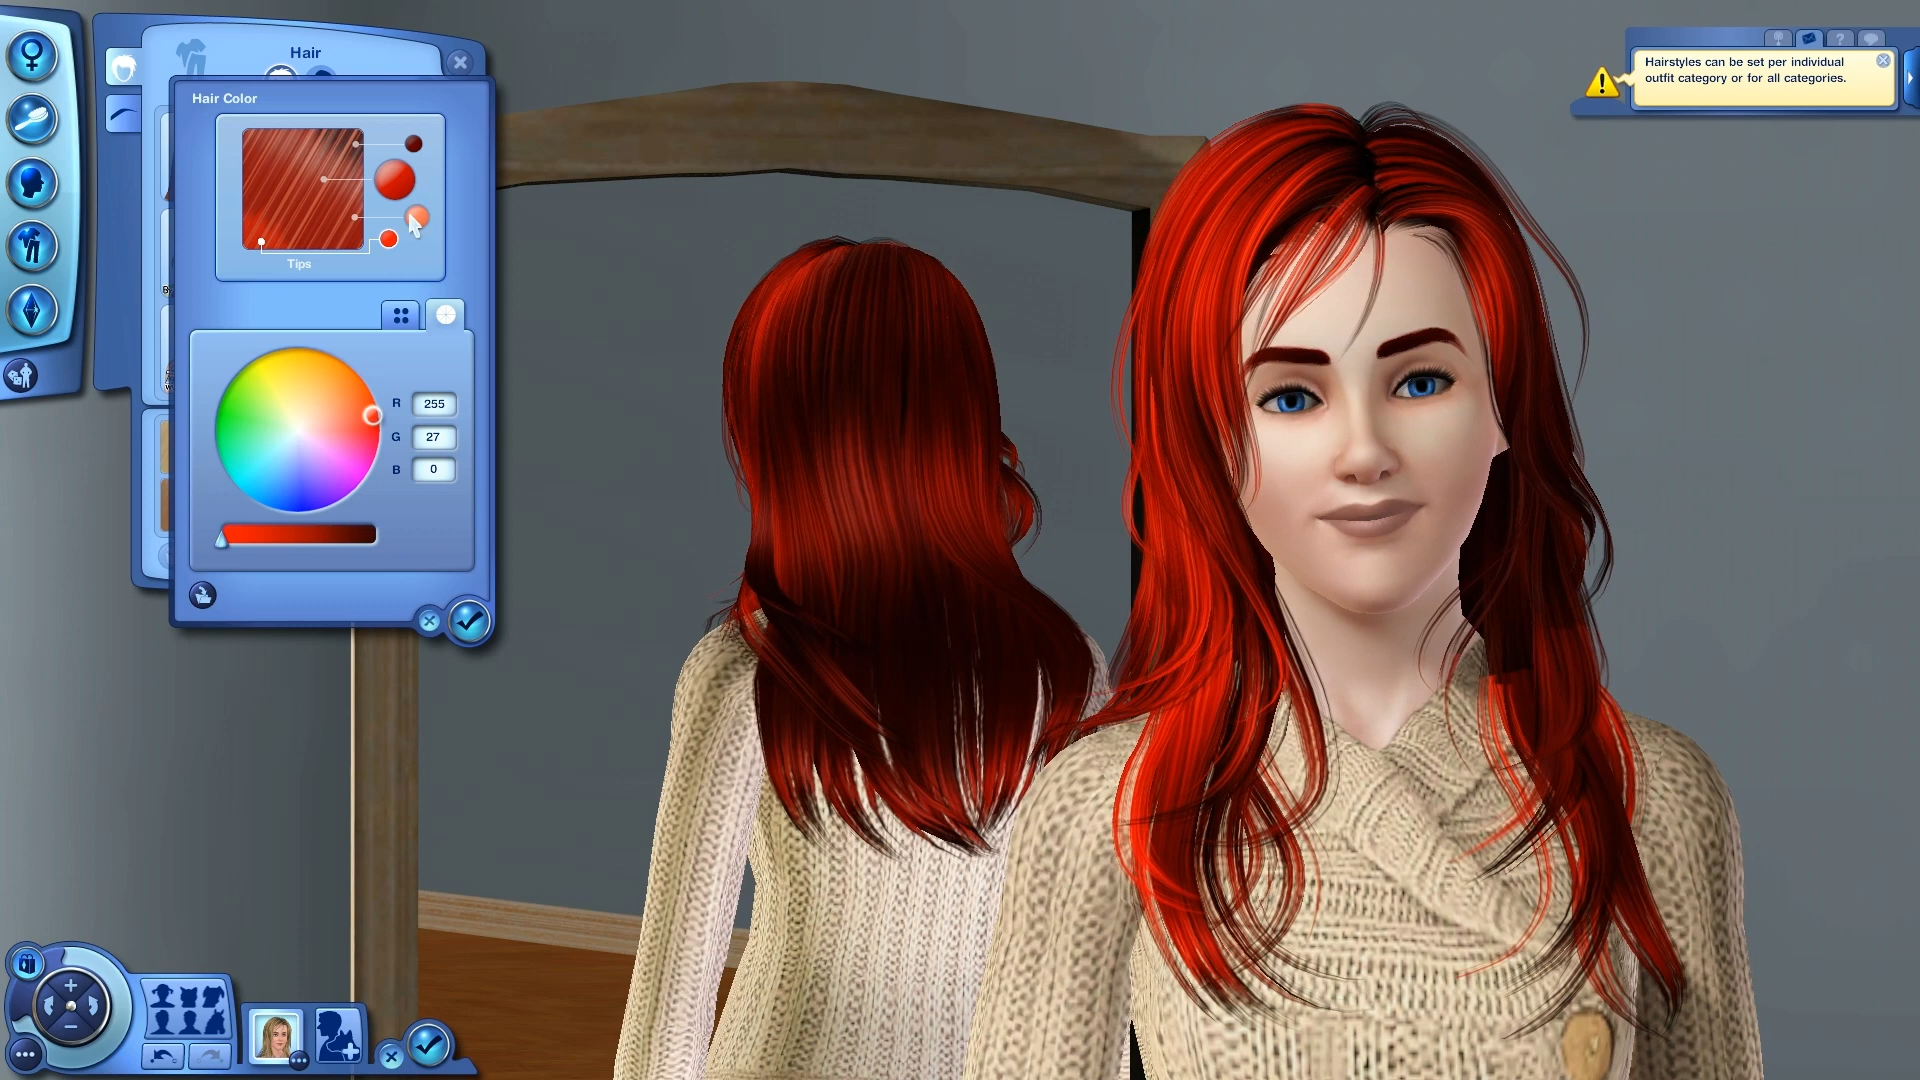 Hair
Hair Color
Tips
R 255
G 27
B 0
Hairstyles can be set per individual
outfit category or for all categories.